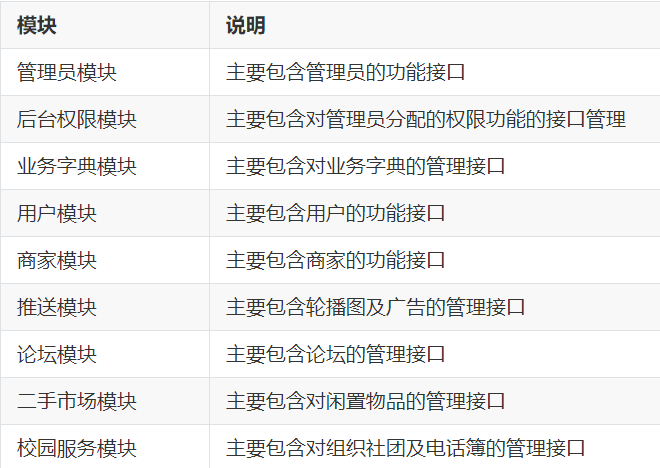 模块 说明
管理员模块 主要包含管理员的功能接口
后台权限模块 主要包含对管理员分配的权限功能的接口管理
业务字典模块 主要包含对业务字典的管理接口
用户模块 主要包含用户的功能接口
商家模块 主要包含商家的功能接口
推送模块 主要包含轮播图及广告的管理接口
论坛模块 主要包含论坛的管理接口
二手市场模块 主要包含对闲置物品的管理接口
校园服务模块 主要包含对组织社团及电话簿的管理接口